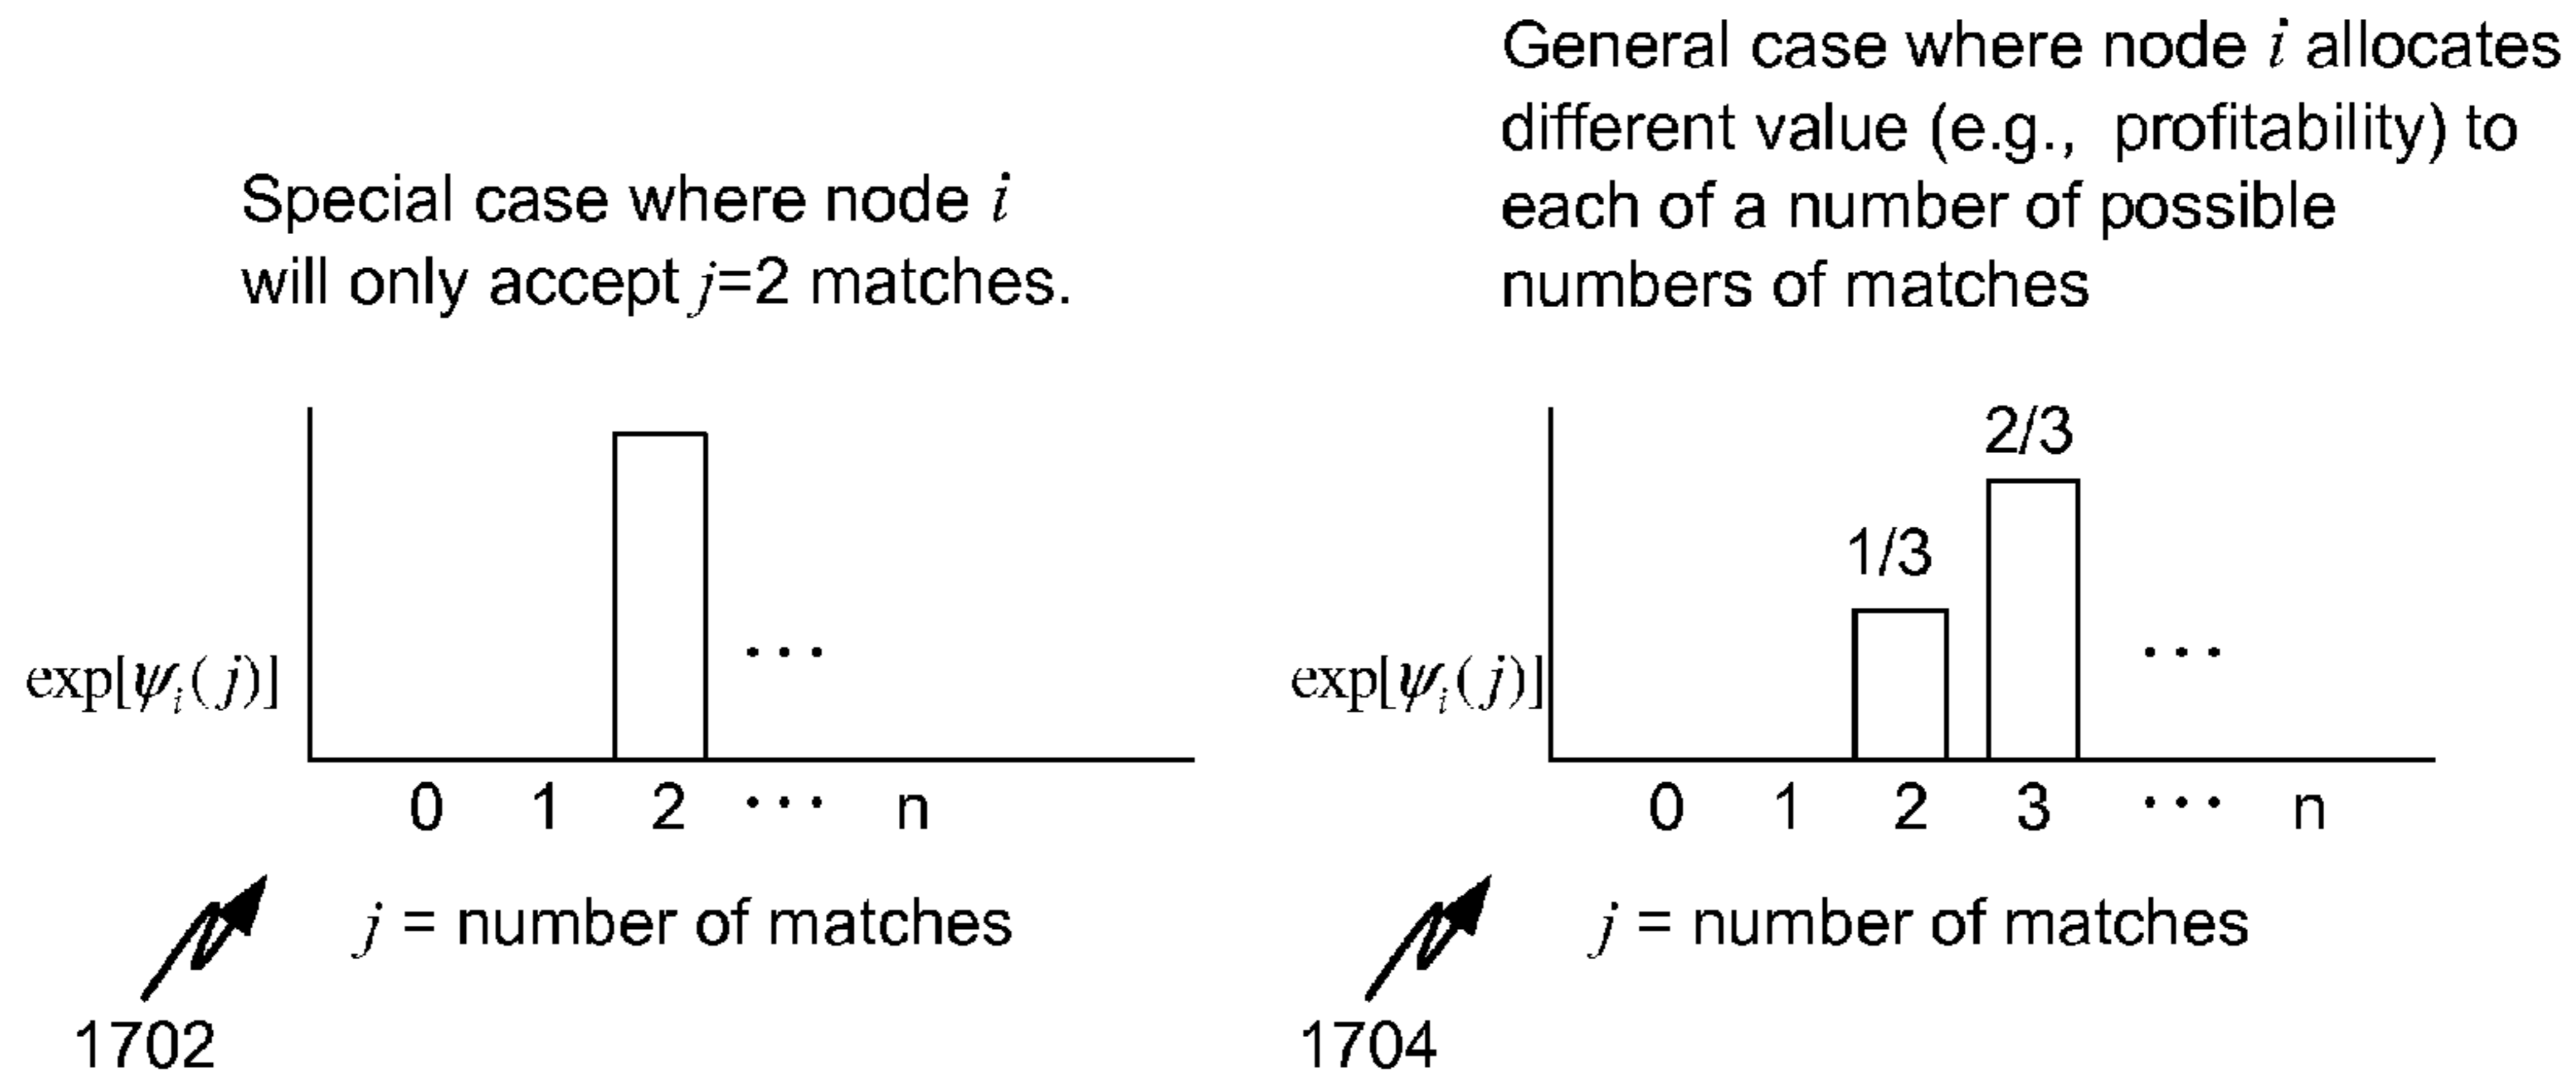 Special case where node i
will only accept j=2 matches.
exp[ψi(j)]
...
0 1 2 ... n
j = number of matches
1702
General case where node i allocates
different value (e.g., profitability) to
each of a number of possible
numbers of matches
2/3
1/3
exp[ψi(j)]
...
0 1 2 3 ... n
j = number of matches
1704